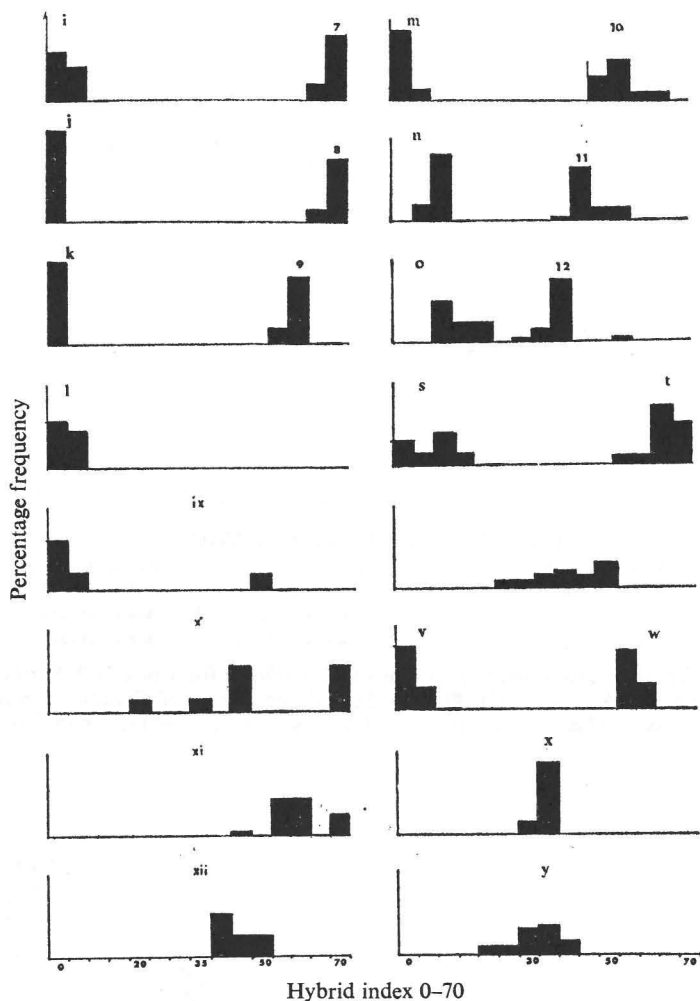 i 7
m 10
j 8
n 11
k 9
o 12
l
s t
ix
x
v w
xi
x
xii
y
0 20 35 50 70
0 30 50 70
Percentage frequency
Hybrid index 0–70